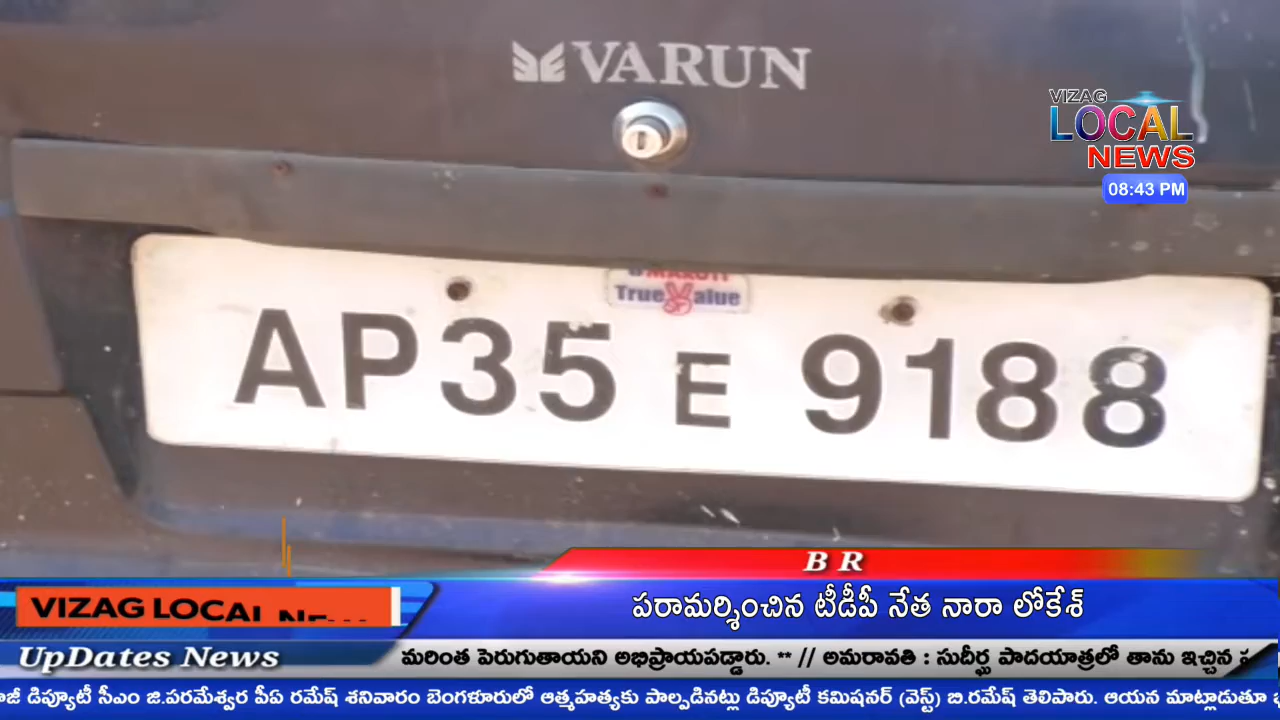 VARUN
VIZAG
LOCAL
NEWS
08:43 PM
True Value
AP35 E 9188
B R
VIZAG LOCAL
పరామర్శించిన టీడీపీ నేత నారా లోకేశ్
UpDates News
మరింత పెరుగుతాయని అభిప్రాయపడ్డారు. ** // అమరావతి : సుదీర్ఘ పాదయాత్రలో తాను ఇచ్చిన
డిప్యూటీ సీఎం జి.పరమేశ్వర పీఏ రమేష్ శనివారం బెంగళూరులో ఆత్మహత్యకు పాల్పడినట్లు డిప్యూటీ కమిషనర్ (వెస్ట్) బి.రమేష్ తెలిపారు. ఆయన మాట్లాడుతూ